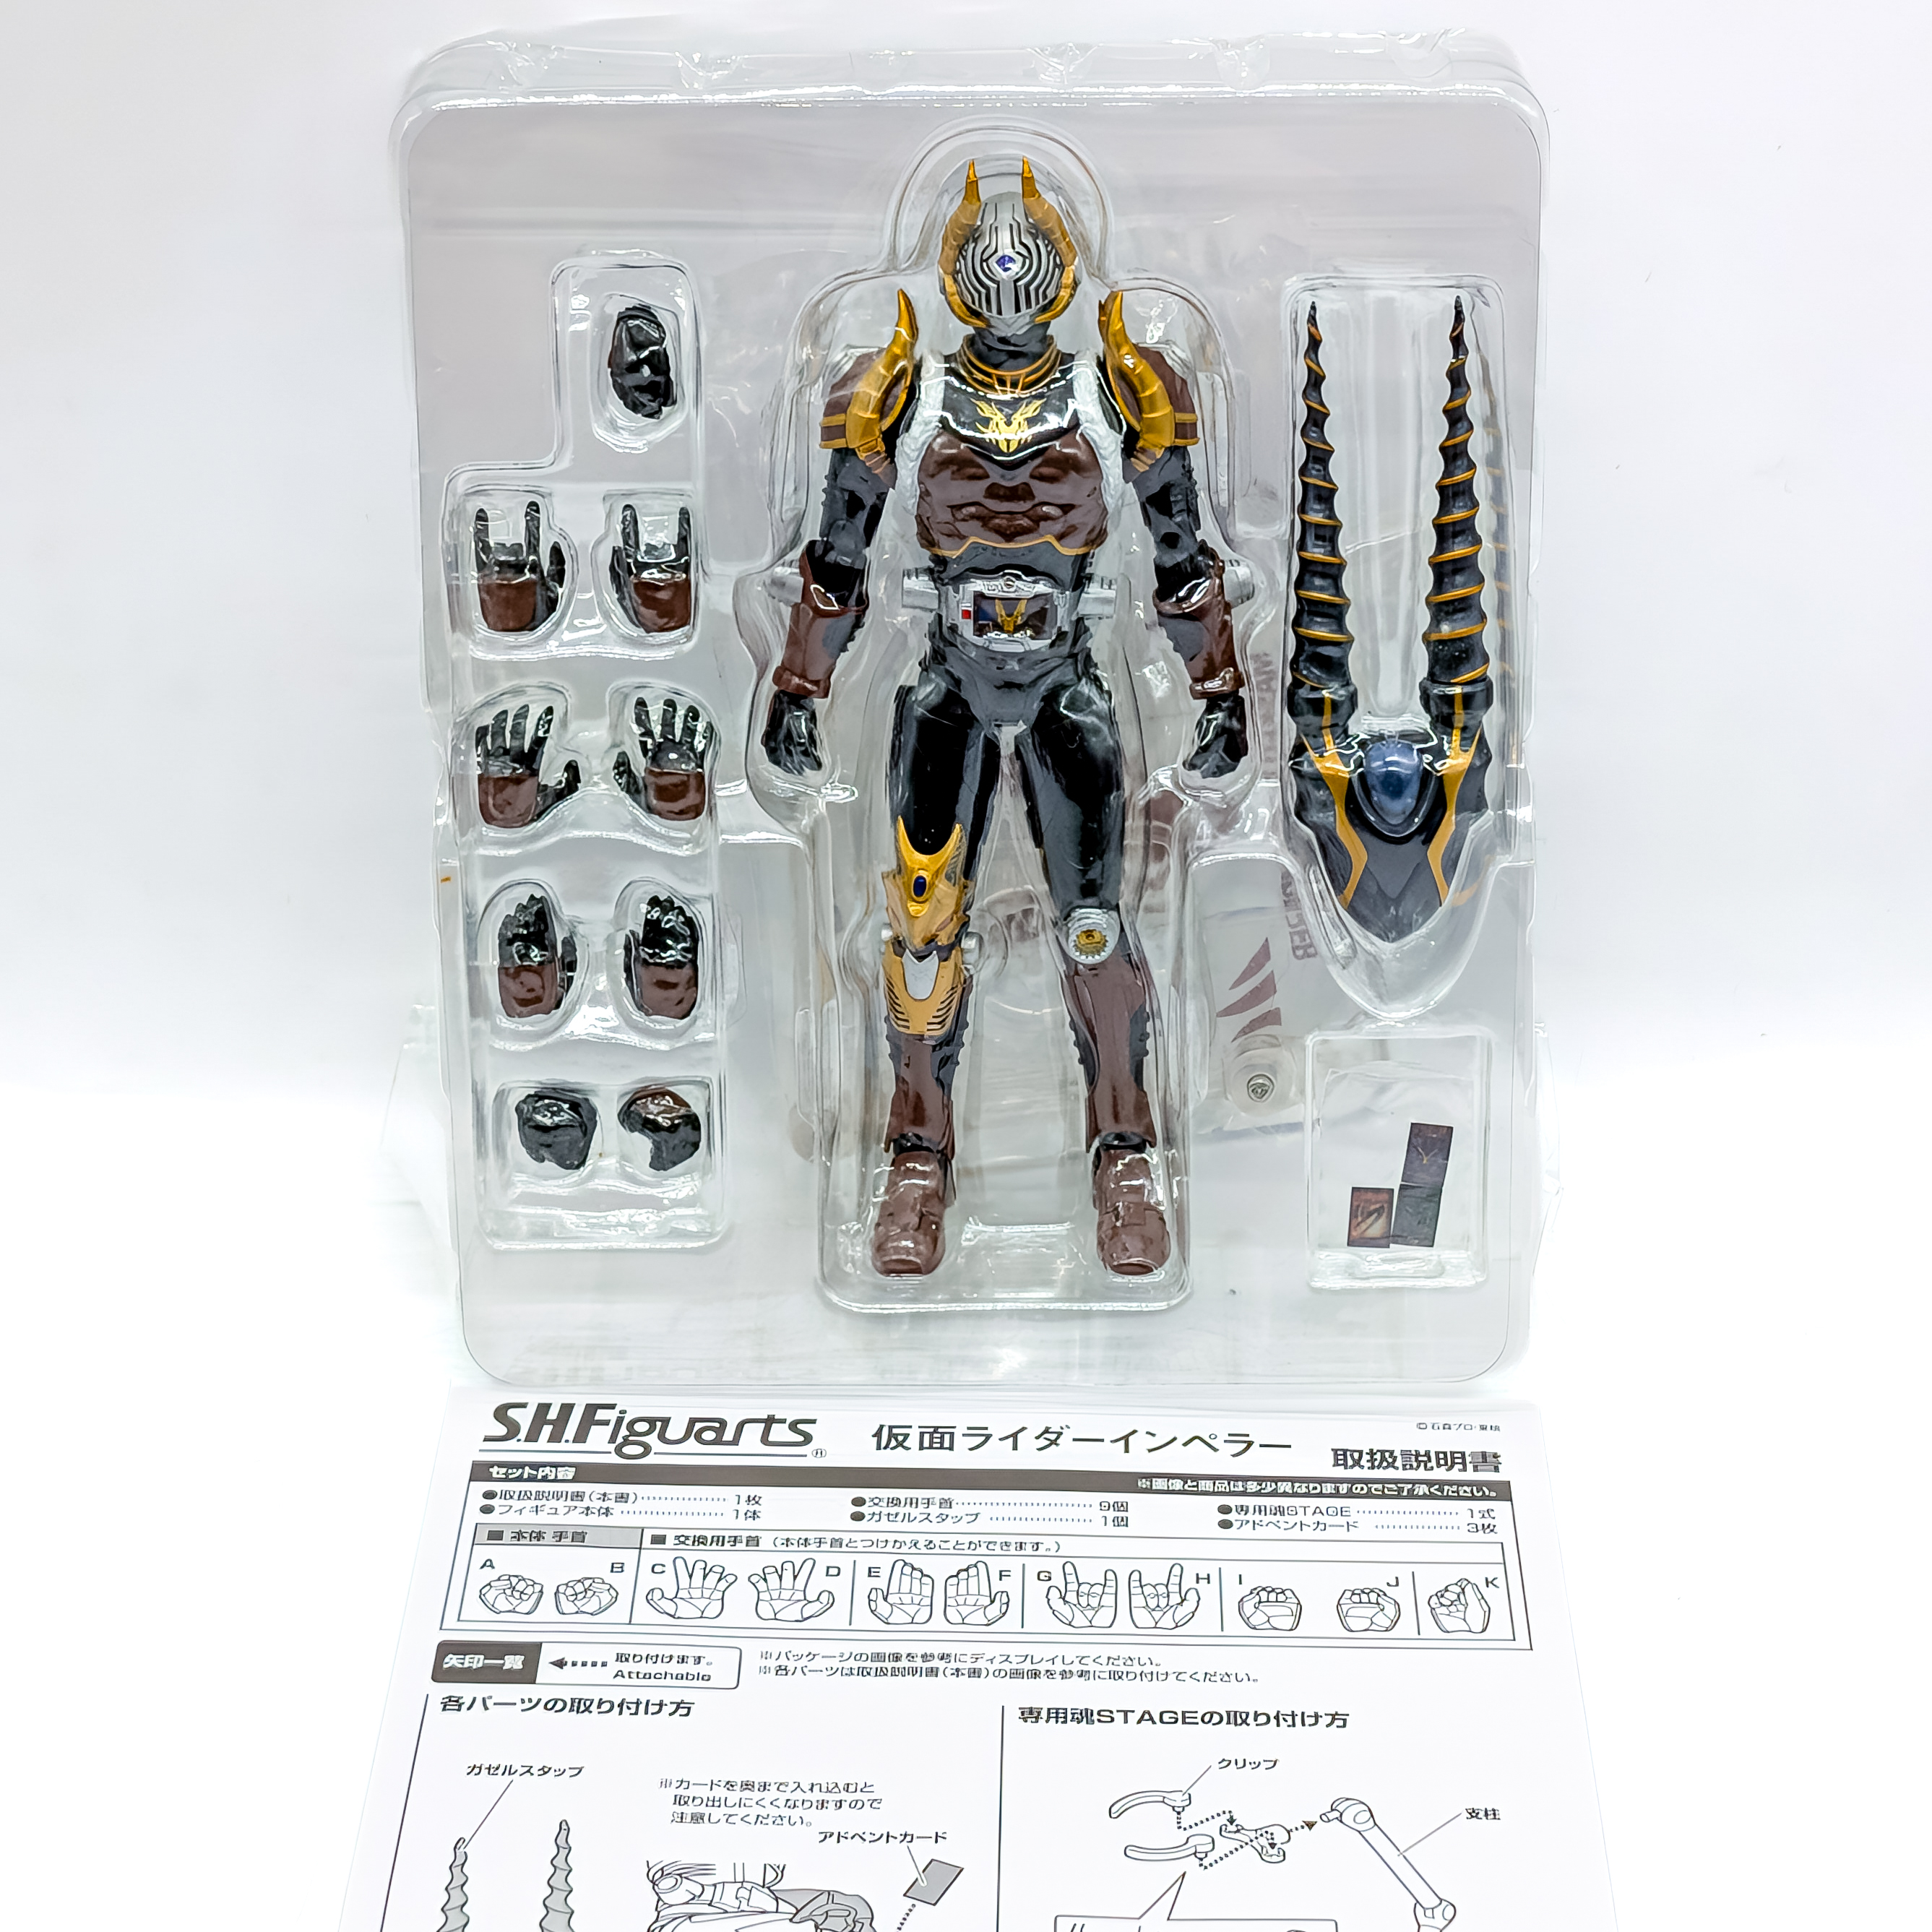 S.H.Figuarts®
仮面ライダーインペラー
取扱説明書
©石森プロ・東映
セット内容
※画像と商品は多少異なりますのでご了承ください。
●取扱説明書(本書)············1枚
●フィギュア本体············1体
●交換用手首············9個
●ガゼルスタッブ············1個
●専用魂STAGE············1式
●アドベントカード············3枚
■ 本体 手首
■ 交換用手首(本体手首とつけかえることができます。)
A B C D E F G H I J K
矢印一覧
取り付けます。
Attachable
※パッケージの画像を参考にディスプレイしてください。
※各パーツは取扱説明書(本書)の画像を参考に取り付けてください。
各パーツの取り付け方
ガゼルスタッブ
※カードを奥まで入れ込むと
取り出しにくくなりますので
注意してください。
アドベントカード
専用魂STAGEの取り付け方
クリップ
支柱